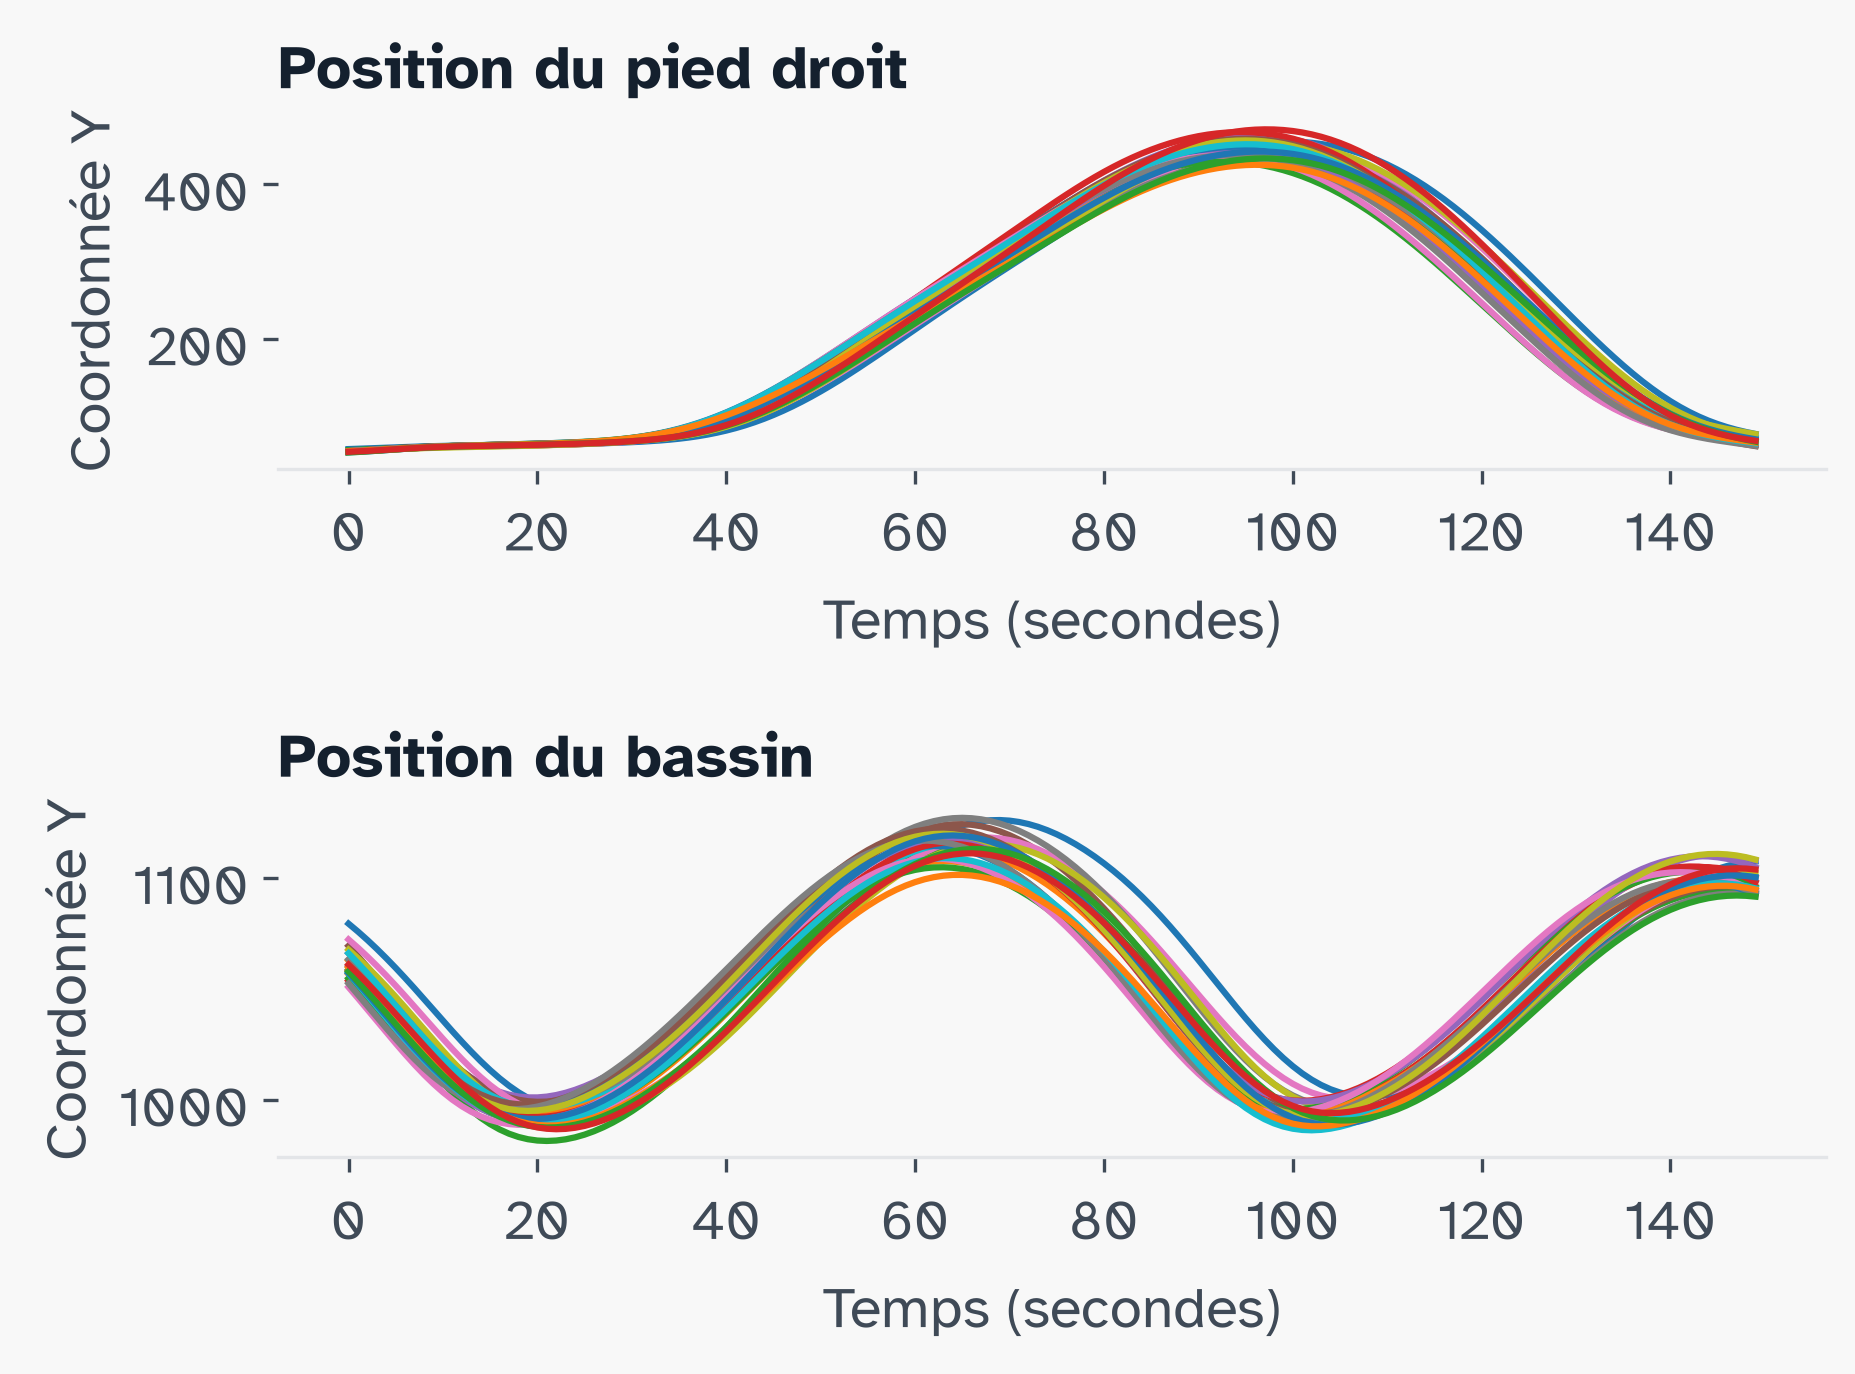 Position du pied droit
Coordonnée Y
400
200
0 20 40 60 80 100 120 140
Temps (secondes)
Position du bassin
Coordonnée Y
1100
1000
0 20 40 60 80 100 120 140
Temps (secondes)